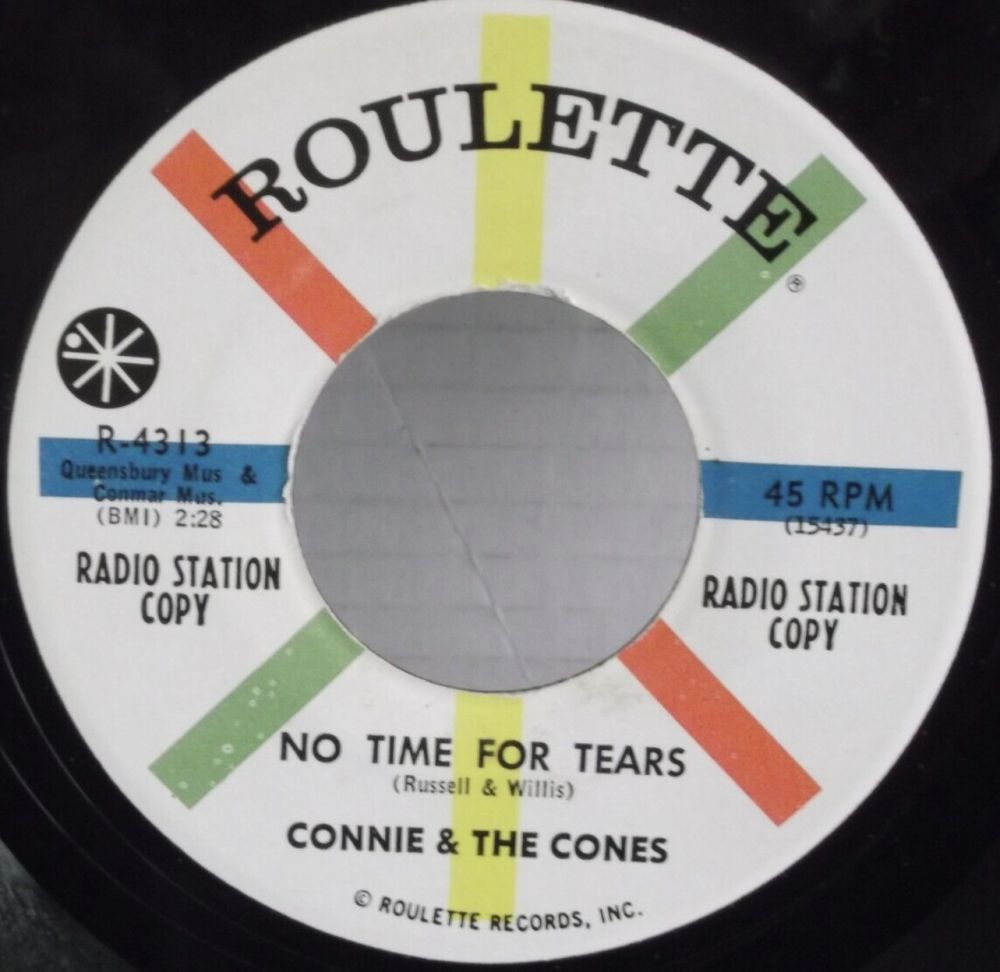 ROULETTE
®
R-4313
Queensbury Mus &
Conmar Mus.
(BMI) 2:28
RADIO STATION
COPY
45 RPM
(15437)
RADIO STATION
COPY
NO TIME FOR TEARS
(Russell & Willis)
CONNIE & THE CONES
© ROULETTE RECORDS, INC.